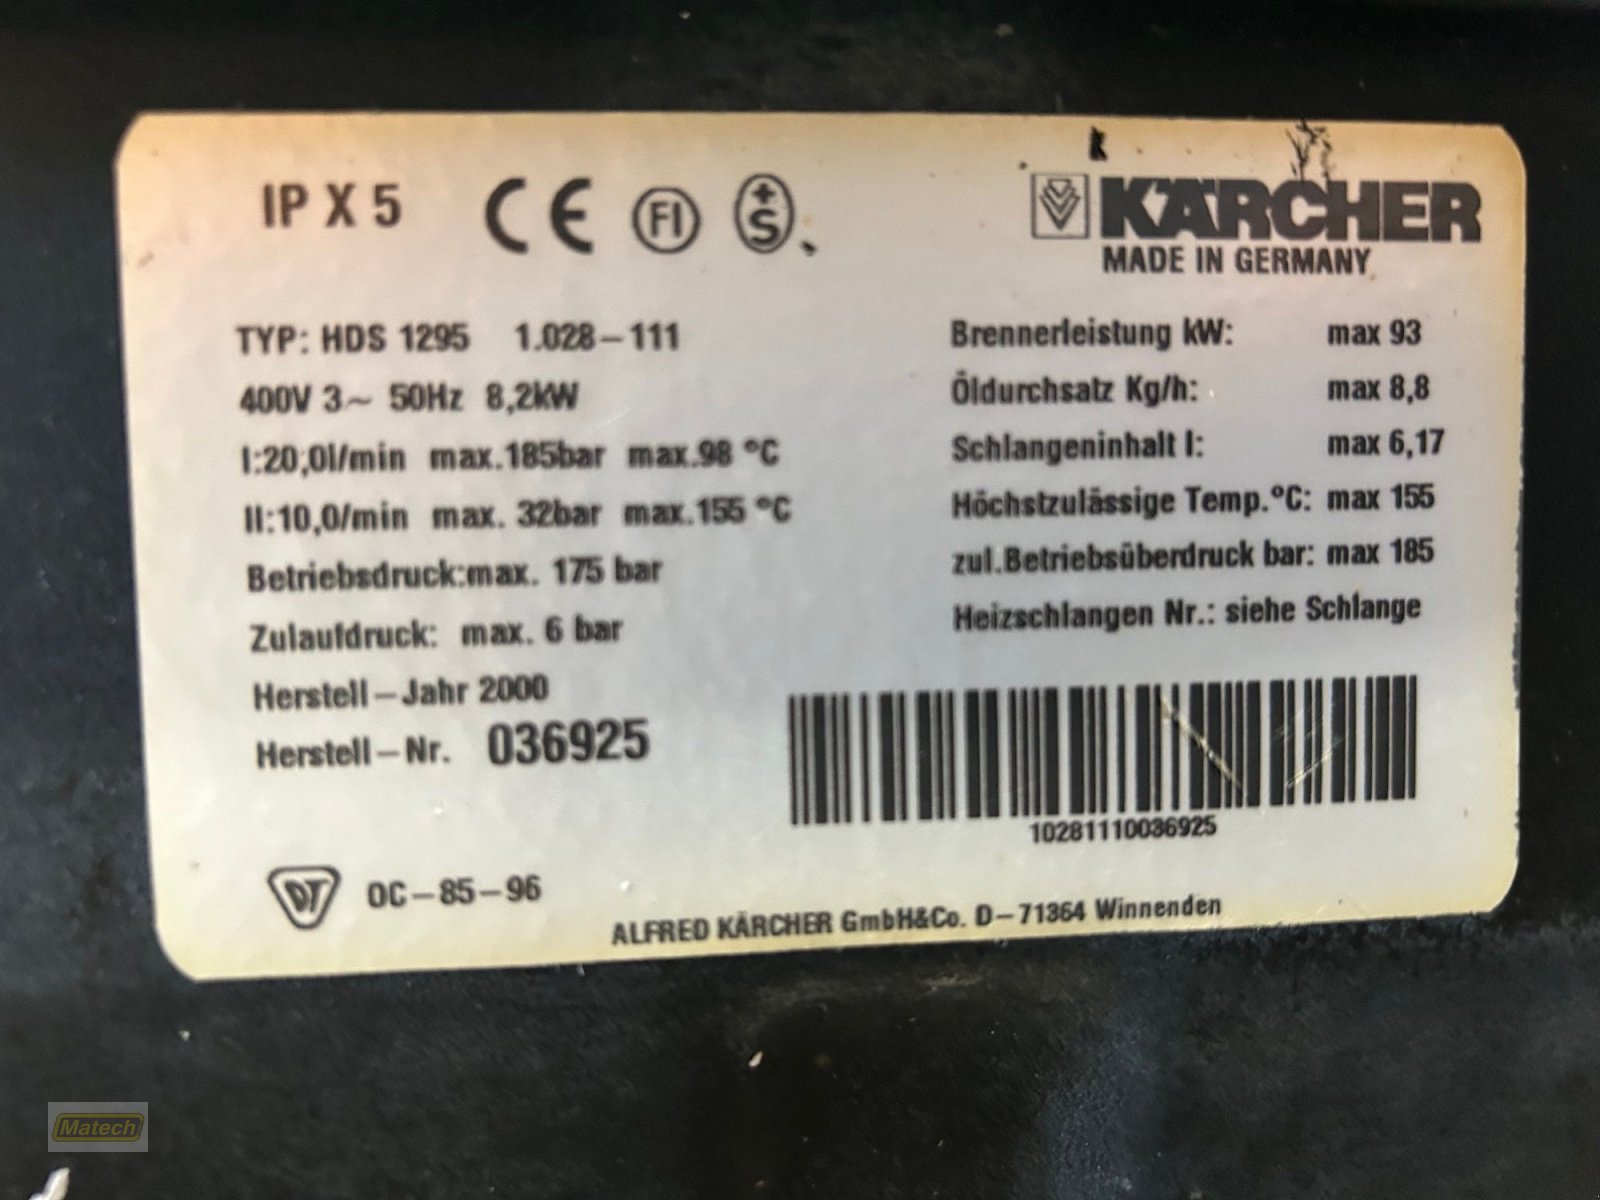 IP X 5 CE FI +S KÄRCHER
MADE IN GERMANY
TYP: HDS 1295 1.028-111
400V 3~ 50Hz 8,2kW
I:20,0l/min max.185bar max.98 °C
II:10,0/min max. 32bar max.155 °C
Betriebsdruck:max. 175 bar
Zulaufdruck: max. 6 bar
Herstell-Jahr 2000
Herstell-Nr. 036925
Brennerleistung kW: max 93
Öldurchsatz Kg/h: max 8,8
Schlangeninhalt l: max 6,17
Höchstzulässige Temp.°C: max 155
zul.Betriebsüberdruck bar: max 185
Heizschlangen Nr.: siehe Schlange
10281110036925
DT OC-85-96
ALFRED KÄRCHER GmbH&Co. D-71364 Winnenden
Matech